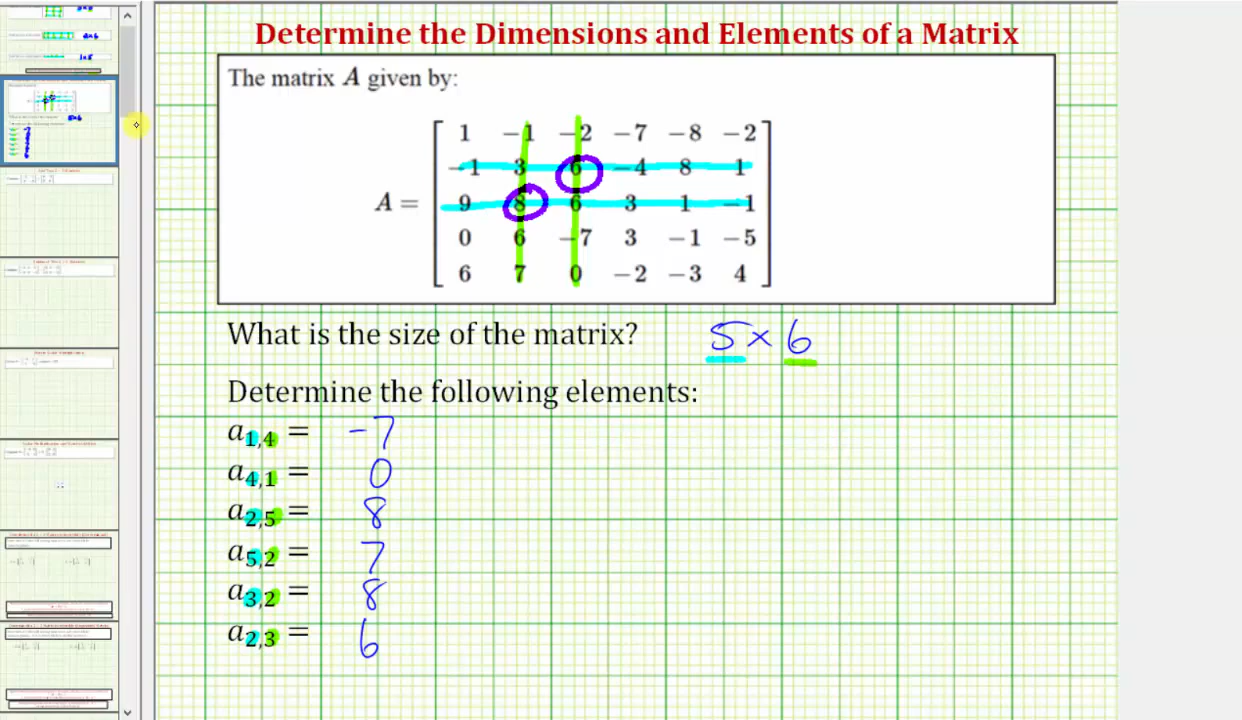 Determine the Dimensions and Elements of a Matrix
The matrix A given by:
1 −1 −2 −7 −8 −2
−1 3 6 −4 8 1
A = 9 8 6 3 1 −1
0 6 −7 3 −1 −5
6 7 0 −2 −3 4
What is the size of the matrix? 5 × 6
Determine the following elements:
a1,4 = −7
a4,1 = 0
a2,5 = 8
a5,2 = 7
a3,2 = 8
a2,3 = 6